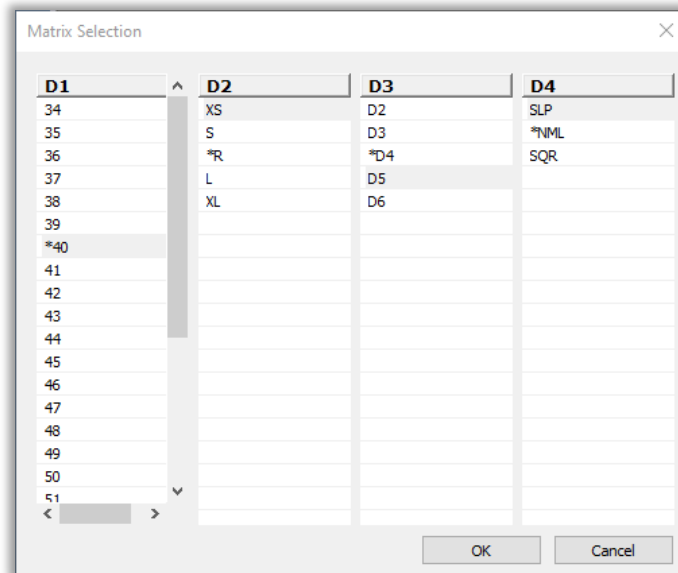 Matrix Selection
D1 D2 D3 D4
34 XS D2 SLP
35 S D3 *NML
36 *R *D4 SQR
37 L D5
38 XL D6
39
*40
41
42
43
44
45
46
47
48
49
50
51
OK Cancel